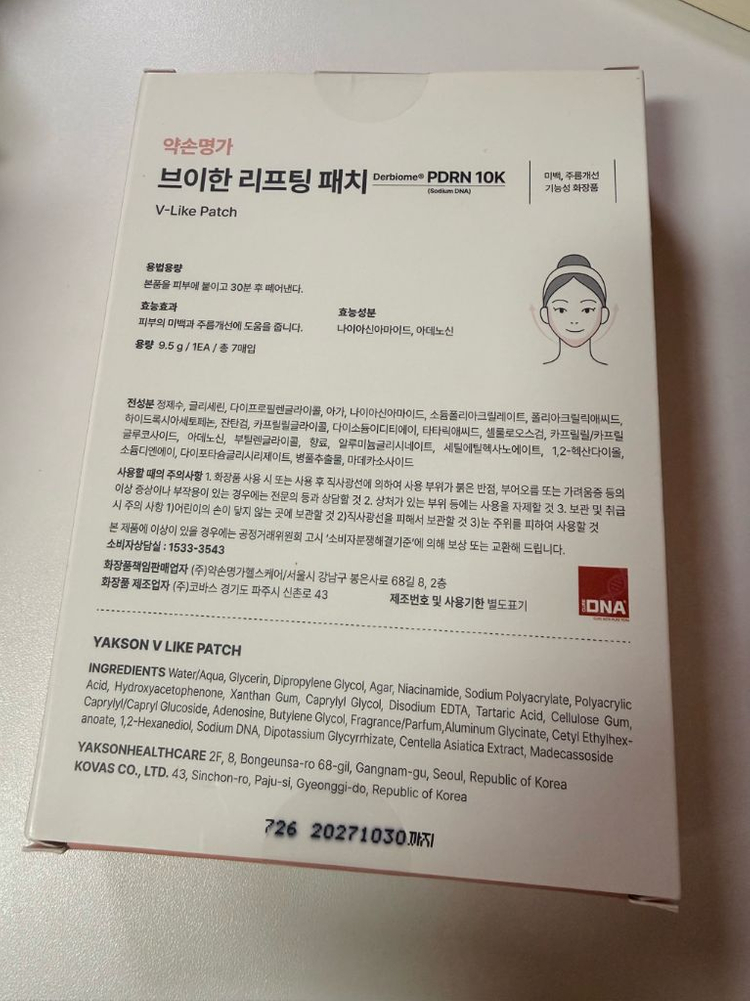 약손명가
브이한 리프팅 패치 Derbiome® PDRN 10K
(Sodium DNA)
미백, 주름개선
기능성 화장품
V-Like Patch
용법용량
본품을 피부에 붙이고 30분 후 떼어낸다.
효능효과
피부의 미백과 주름개선에 도움을 줍니다.
효능성분
나이아신아마이드, 아데노신
용량 9.5 g / 1EA / 총 7매입
전성분 정제수, 글리세린, 다이프로필렌글라이콜, 아가, 나이아신아마이드, 소듐폴리아크릴레이트, 폴리아크릴릭애씨드,
하이드록시아세토페논, 잔탄검, 카프릴릴글라이콜, 다이소듐이디티에이, 타타릭애씨드, 셀룰로오스검, 카프릴릴/카프릴
글루코사이드, 아데노신, 부틸렌글라이콜, 향료, 알루미늄글리시네이트, 세틸에틸헥사노에이트, 1,2-헥산다이올,
소듐디엔에이, 다이포타슘글리시리제이트, 병풀추출물, 마데카소사이드
사용할 때의 주의사항 1. 화장품 사용 시 또는 사용 후 직사광선에 의하여 사용 부위가 붉은 반점, 부어오름 또는 가려움증 등의
이상 증상이나 부작용이 있는 경우에는 전문의 등과 상담할 것 2. 상처가 있는 부위 등에는 사용을 자제할 것 3. 보관 및 취급
시 주의 사항 1)어린이의 손이 닿지 않는 곳에 보관할 것 2)직사광선을 피해서 보관할 것 3)눈 주위를 피하여 사용할 것
본 제품에 이상이 있을 경우에는 공정거래위원회 고시 '소비자분쟁해결기준'에 의해 보상 또는 교환해 드립니다.
소비자상담실 : 1533-3543
화장품책임판매업자 (주)약손명가헬스케어/서울시 강남구 봉은사로 68길 8, 2층
화장품 제조업자 (주)코바스 경기도 파주시 신촌로 43
제조번호 및 사용기한 별도표기
DNA
YAKSON V LIKE PATCH
INGREDIENTS Water/Aqua, Glycerin, Dipropylene Glycol, Agar, Niacinamide, Sodium Polyacrylate, Polyacrylic
Acid, Hydroxyacetophenone, Xanthan Gum, Caprylyl Glycol, Disodium EDTA, Tartaric Acid, Cellulose Gum,
Caprylyl/Capryl Glucoside, Adenosine, Butylene Glycol, Fragrance/Parfum,Aluminum Glycinate, Cetyl Ethylhex-
anoate, 1,2-Hexanediol, Sodium DNA, Dipotassium Glycyrrhizate, Centella Asiatica Extract, Madecassoside
YAKSONHEALTHCARE 2F, 8, Bongeunsa-ro 68-gil, Gangnam-gu, Seoul, Republic of Korea
KOVAS CO., LTD. 43, Sinchon-ro, Paju-si, Gyeonggi-do, Republic of Korea
726 20271030까지